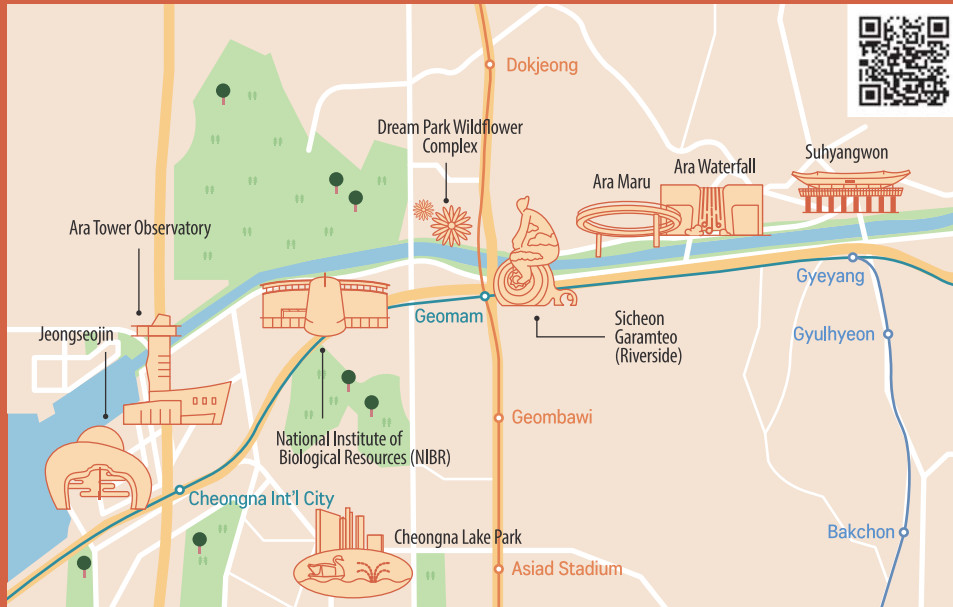 Dokjeong
Dream Park Wildflower
Complex
Suhyangwon
Ara Waterfall
Ara Maru
Ara Tower Observatory
Gyeyang
Geomam
Sicheon
Garamteo
(Riverside)
Jeongseojin
Gyulhyeon
Geombawi
National Institute of
Biological Resources (NIBR)
Cheongna Int'l City
Cheongna Lake Park
Bakchon
Asiad Stadium